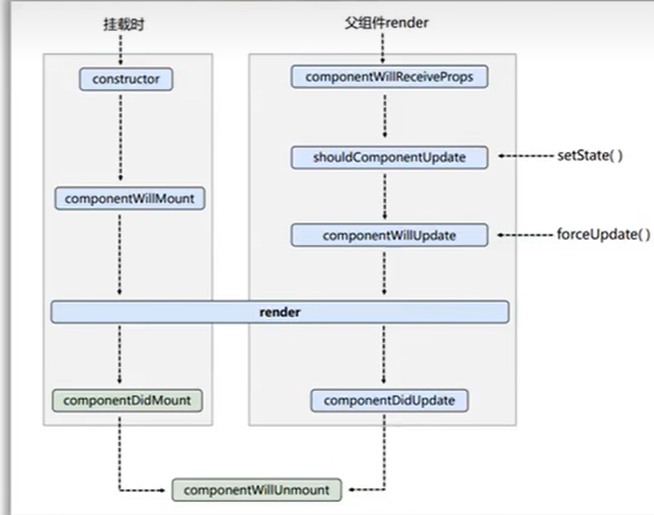 挂载时
父组件render
constructor
componentWillReceiveProps
shouldComponentUpdate
setState( )
componentWillMount
componentWillUpdate
forceUpdate( )
render
componentDidMount
componentDidUpdate
componentWillUnmount